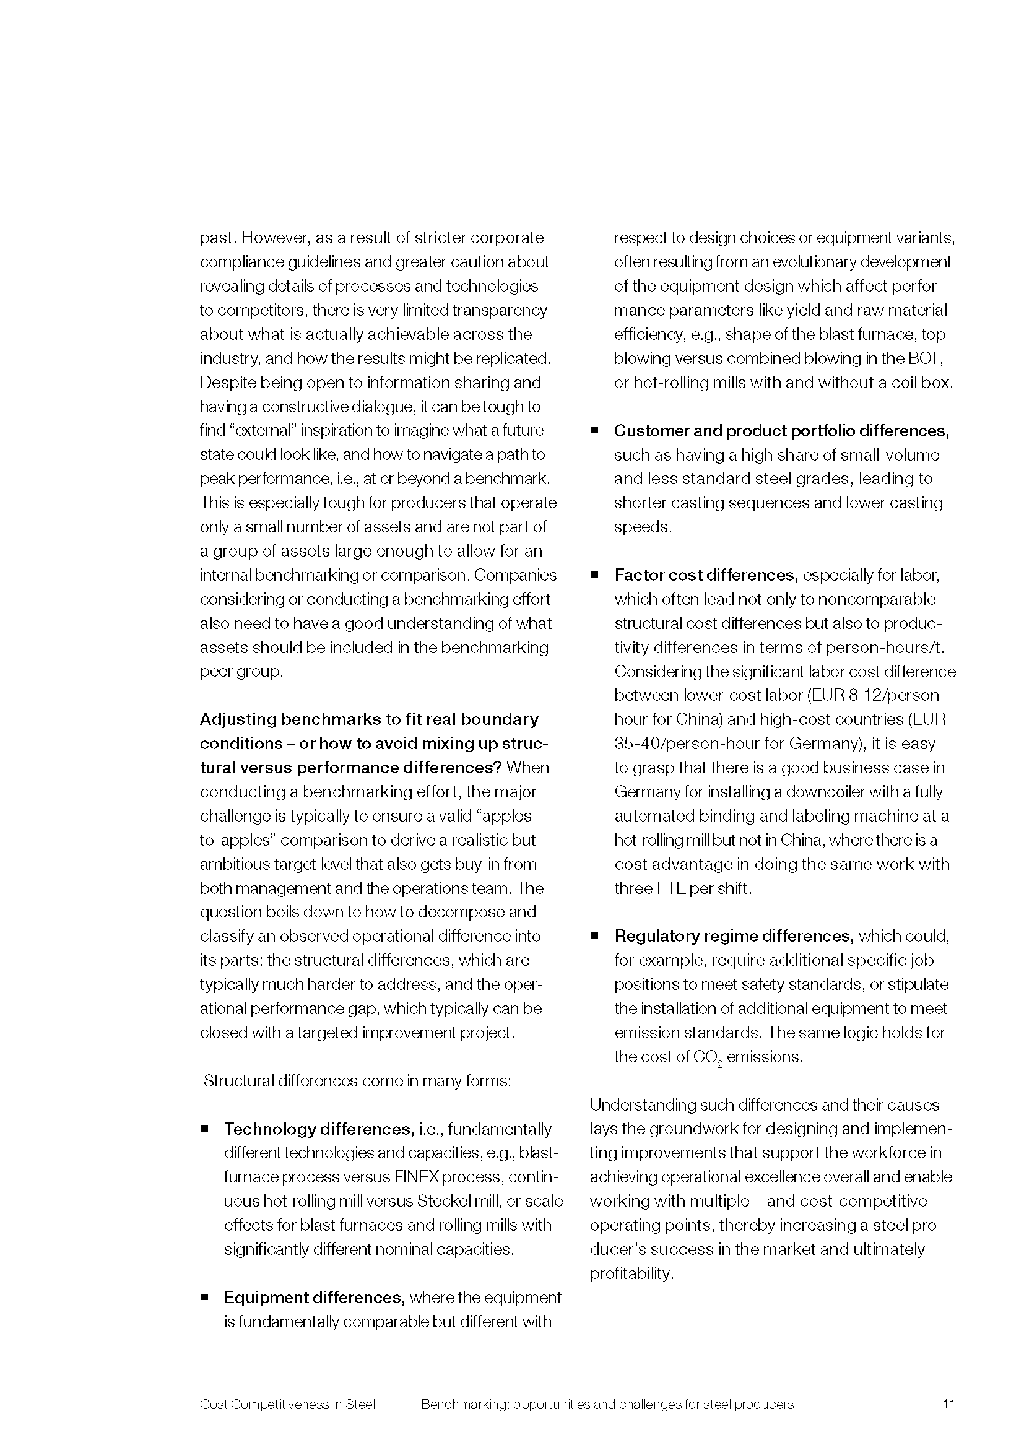 past. However, as a result of stricter corporate
compliance guidelines and greater caution about
revealing details of processes and technologies
to competitors, there is very limited transparency
about what is actually achievable across the
industry, and how the results might be replicated.
Despite being open to information sharing and
having a constructive dialogue, it can be tough to
find “external” inspiration to imagine what a future
state could look like, and how to navigate a path to
peak performance, i.e., at or beyond a benchmark.
This is especially tough for producers that operate
only a small number of assets and are not part of
a group of assets large enough to allow for an
internal benchmarking or comparison. Companies
considering or conducting a benchmarking effort
also need to have a good understanding of what
assets should be included in the benchmarking
peer group.
Adjusting benchmarks to fit real boundary
conditions – or how to avoid mixing up struc-
tural versus performance differences? When
conducting a benchmarking effort, the major
challenge is typically to ensure a valid “apples-
to-apples” comparison to derive a realistic but
ambitious target level that also gets buy-in from
both management and the operations team. The
question boils down to how to decompose and
classify an observed operational difference into
its parts: the structural differences, which are
typically much harder to address, and the oper-
ational performance gap, which typically can be
closed with a targeted improvement project.
Structural differences come in many forms:
■ Technology differences, i.e., fundamentally
different technologies and capacities, e.g., blast-
furnace process versus FINEX process, contin-
uous hot-rolling mill versus Steckel mill, or scale
effects for blast furnaces and rolling mills with
significantly different nominal capacities.
■ Equipment differences, where the equipment
is fundamentally comparable but different with
respect to design choices or equipment variants,
often resulting from an evolutionary development
of the equipment design which affect perfor-
mance parameters like yield and raw material
efficiency, e.g., shape of the blast furnace, top
blowing versus combined blowing in the BOF,
or hot-rolling mills with and without a coil box.
■ Customer and product portfolio differences,
such as having a high share of small-volume
and less standard steel grades, leading to
shorter casting sequences and lower casting
speeds.
■ Factor cost differences, especially for labor,
which often lead not only to noncomparable
structural cost differences but also to produc-
tivity differences in terms of person-hours/t.
Considering the significant labor cost difference
between lower-cost labor (EUR 8-12/person-
hour for China) and high-cost countries (EUR
35-40/person-hour for Germany), it is easy
to grasp that there is a good business case in
Germany for installing a downcoiler with a fully
automated binding and labeling machine at a
hot-rolling mill but not in China, where there is a
cost advantage in doing the same work with
three FTE per shift.
■ Regulatory regime differences, which could,
for example, require additional specific job
positions to meet safety standards, or stipulate
the installation of additional equipment to meet
emission standards. The same logic holds for
the cost of CO₂ emissions.
Understanding such differences and their causes
lays the groundwork for designing and implemen-
ting improvements that support the workforce in
achieving operational excellence overall and enable
working with multiple – and cost-competitive –
operating points, thereby increasing a steel pro-
ducer's success in the market and ultimately
profitability.
Cost Competitiveness in Steel Benchmarking: opportunities and challenges for steel producers 11